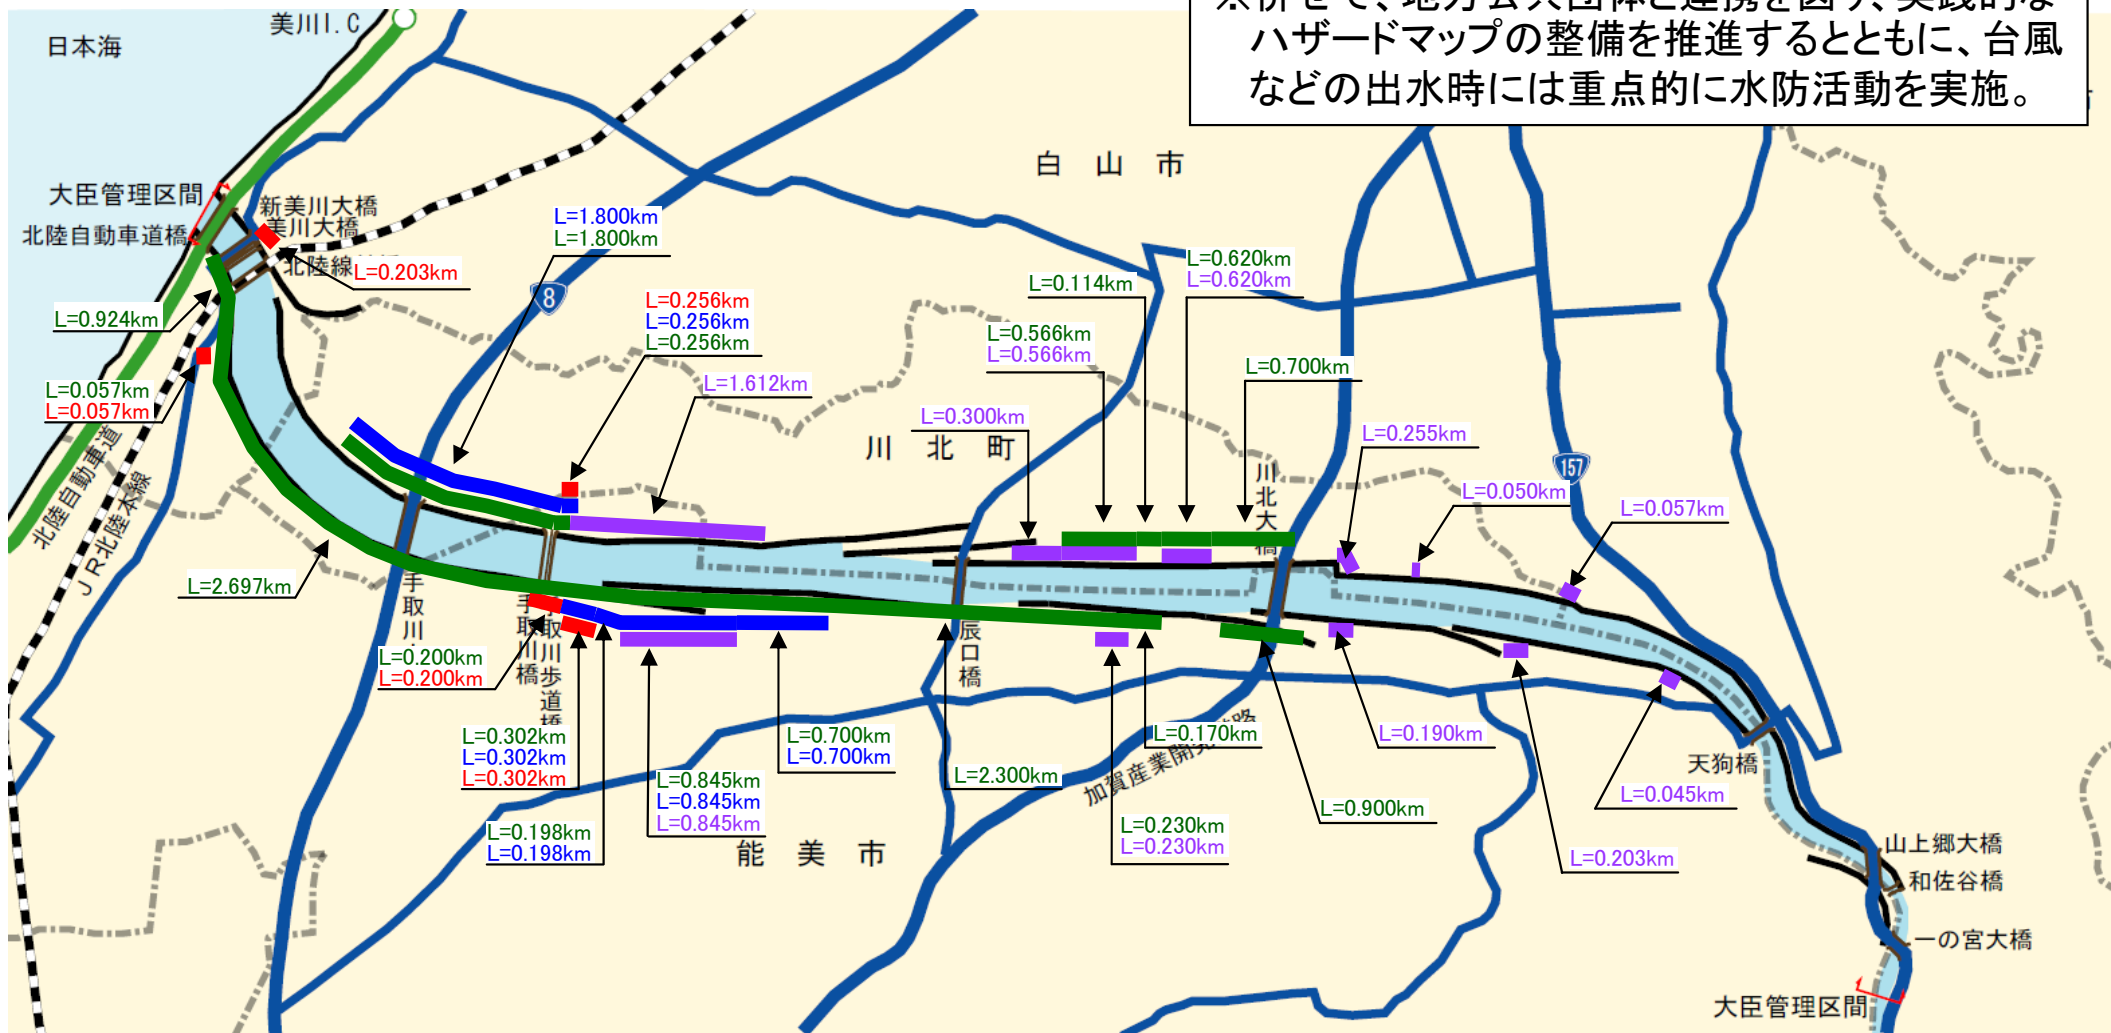 ハザードマップの整備を推進するとともに、台風
などの出水時には重点的に水防活動を実施。
美川I.C
日本海
白 山 市
大臣管理区間
新美川大橋
美川大橋
北陸自動車道橋
北陸線
L=0.203km
L=1.800km
L=1.800km
8
L=0.924km
L=0.256km
L=0.256km
L=0.256km
L=0.114km
L=0.620km
L=0.620km
L=0.566km
L=0.566km
L=0.700km
L=0.057km
L=0.057km
L=1.612km
L=0.300km
川 北 町
L=0.255km
川北大橋
157
L=0.050km
L=0.057km
北陸自動車道
JR北陸本線
L=2.697km
手取川
手取川橋
手取川歩道橋
辰口橋
L=0.200km
L=0.200km
L=0.302km
L=0.302km
L=0.302km
L=0.198km
L=0.198km
L=0.845km
L=0.845km
L=0.845km
L=0.700km
L=0.700km
L=2.300km
L=0.170km
加賀産業開発道路
L=0.190km
L=0.900km
L=0.230km
L=0.230km
L=0.045km
L=0.203km
天狗橋
能 美 市
山上郷大橋
和佐谷橋
一の宮大橋
大臣管理区間